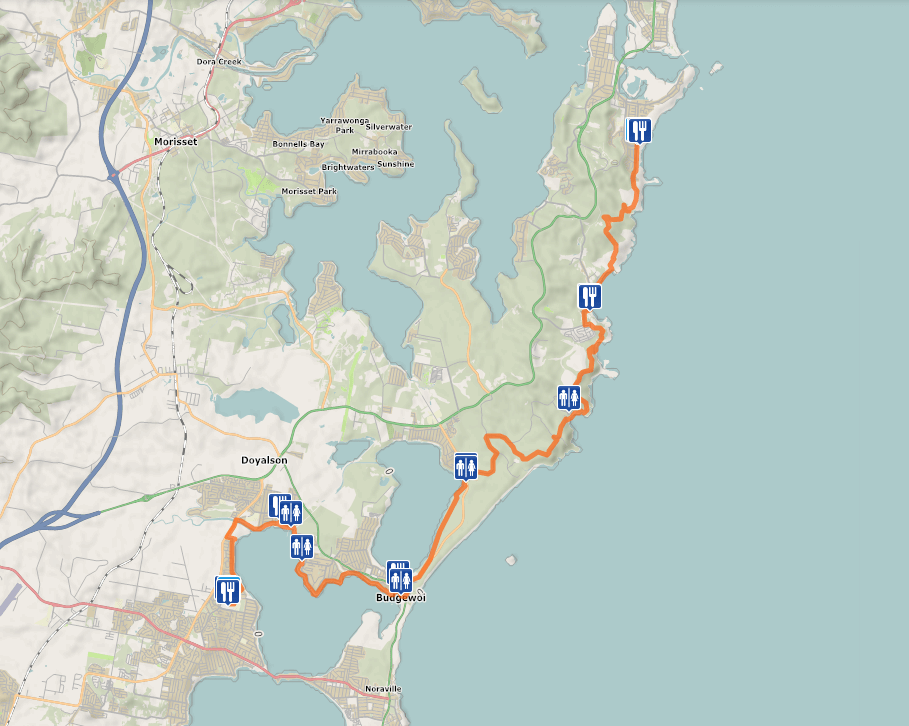 Dora Creek
Yarrawonga
Park
Silverwater
Morisset
Bonnells Bay
Mirrabooka
Brightwaters
Sunshine
Morisset Park
Doyalson
Budgewoi
Noraville